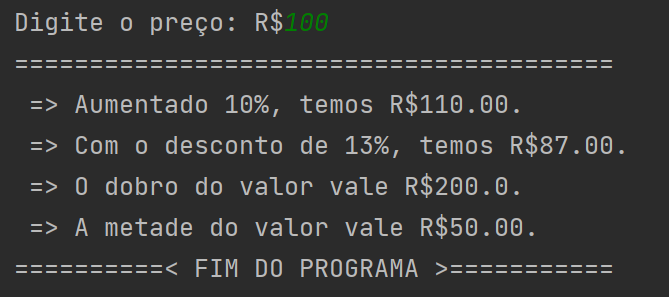 Digite o preço: R$100
========================================
=> Aumentado 10%, temos R$110.00.
=> Com o desconto de 13%, temos R$87.00.
=> O dobro do valor vale R$200.0.
=> A metade do valor vale R$50.00.
==========< FIM DO PROGRAMA >===========